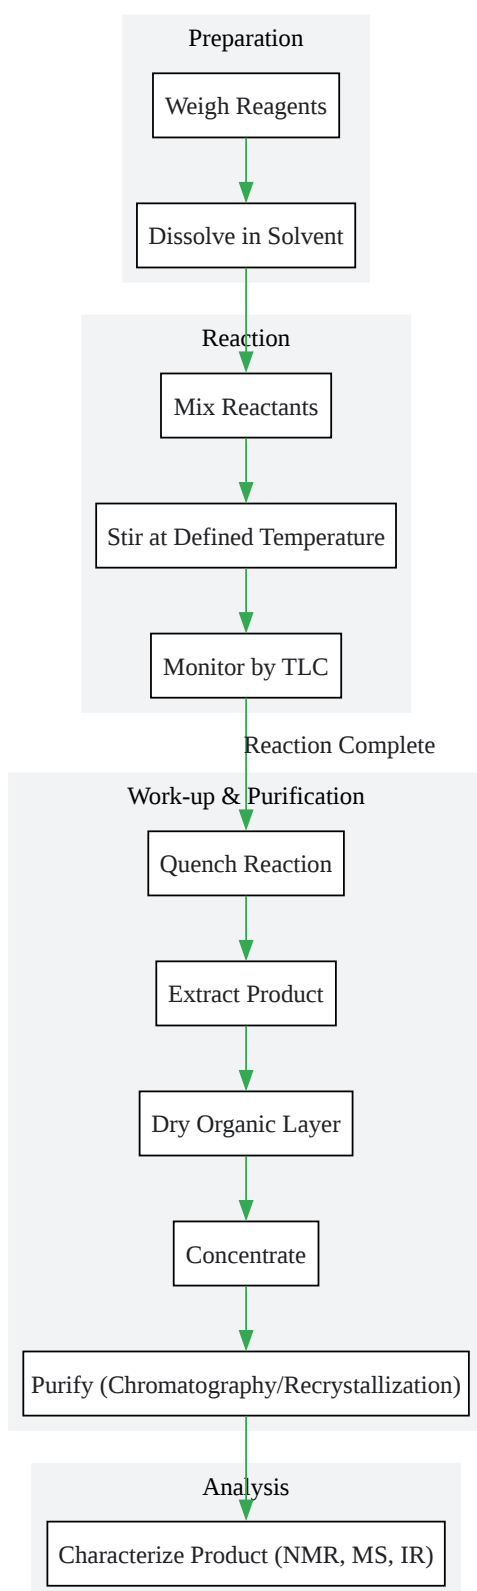 Preparation
Weigh Reagents
Dissolve in Solvent
Reaction
Mix Reactants
Stir at Defined Temperature
Monitor by TLC
Reaction Complete
Work-up & Purification
Quench Reaction
Extract Product
Dry Organic Layer
Concentrate
Purify (Chromatography/Recrystallization)
Analysis
Characterize Product (NMR, MS, IR)